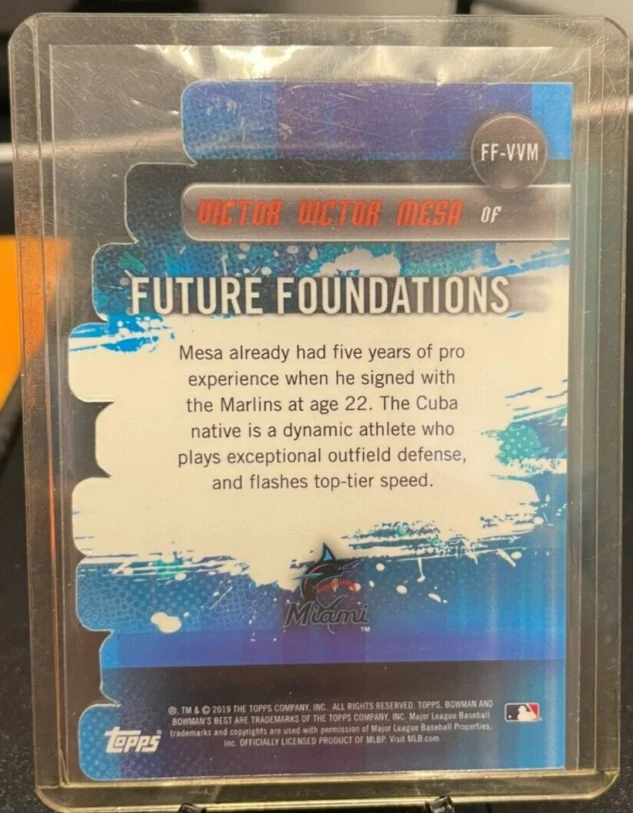 FF-VVM
VICTOR VICTOR MESA OF
FUTURE FOUNDATIONS
Mesa already had five years of pro
experience when he signed with
the Marlins at age 22. The Cuba
native is a dynamic athlete who
plays exceptional outfield defense,
and flashes top-tier speed.
Miami
TM
®, TM & © 2019 THE TOPPS COMPANY, INC. ALL RIGHTS RESERVED. TOPPS, BOWMAN AND
BOWMAN'S BEST ARE TRADEMARKS OF THE TOPPS COMPANY, INC. Major League Baseball
trademarks and copyrights are used with permission of Major League Baseball Properties,
Inc. OFFICIALLY LICENSED PRODUCT OF MLBP. Visit MLB.com
topps